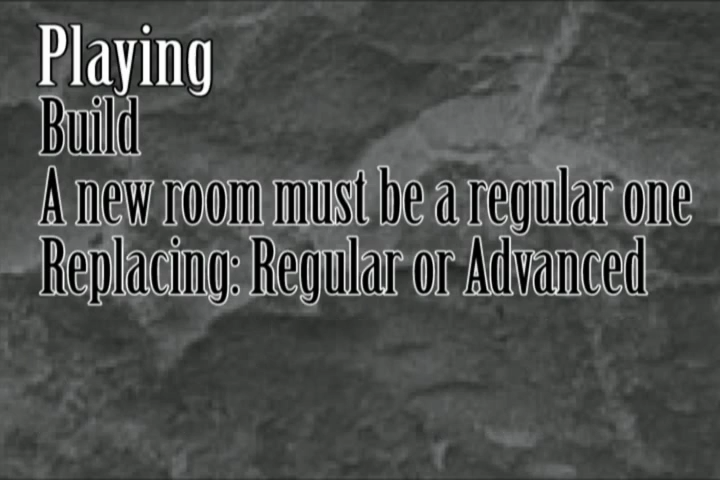 Playing
Build
A new room must be a regular one
Replacing: Regular or Advanced